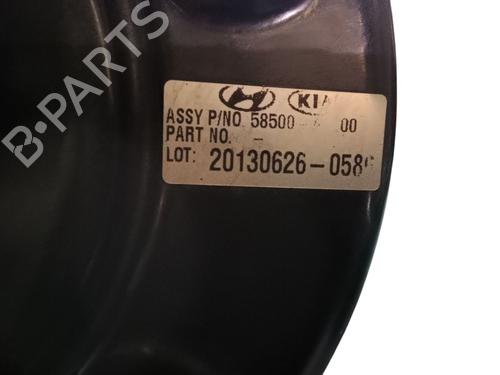 B-PARTS
KIA
ASSY P/NO 58500 00
PART NO. -
LOT: 20130626-058